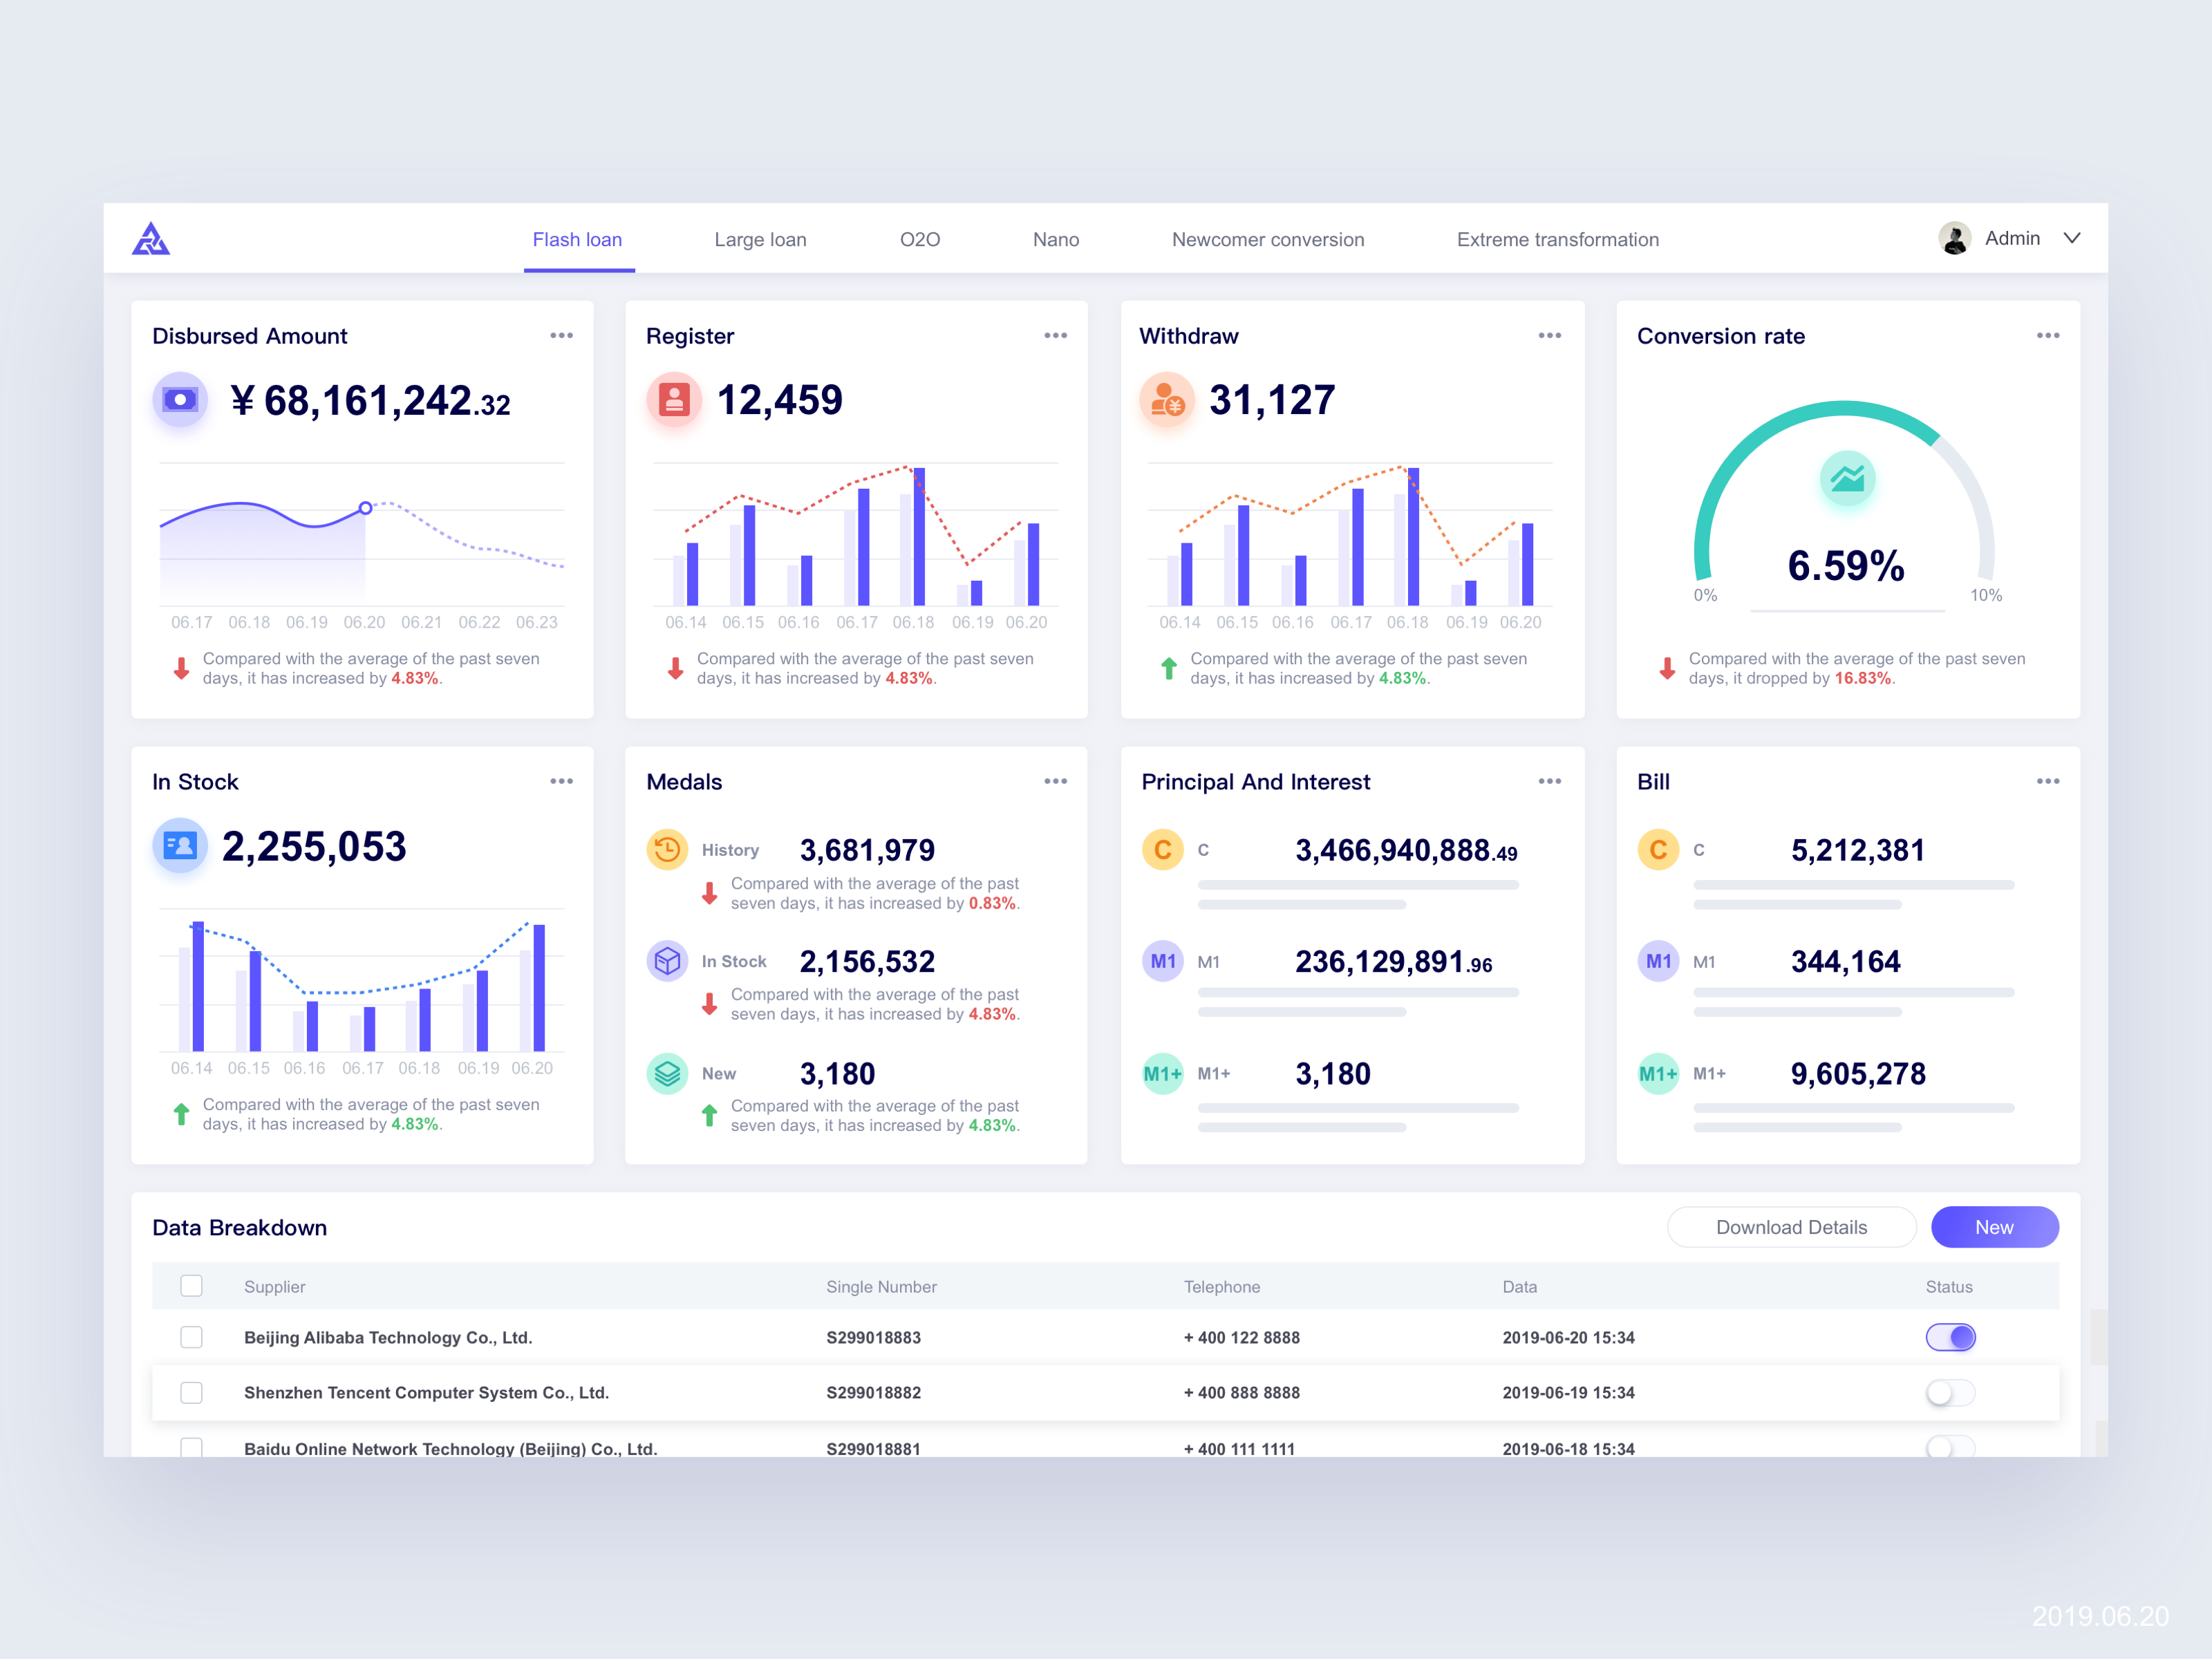 Flash loan
Large loan
O2O
Nano
Newcomer conversion
Extreme transformation
Admin
Disbursed Amount
¥ 68,161,242.32
06.17 06.18 06.19 06.20 06.21 06.22 06.23
Compared with the average of the past seven
days, it has increased by 4.83%.
Register
12,459
06.14 06.15 06.16 06.17 06.18 06.19 06.20
Compared with the average of the past seven
days, it has increased by 4.83%.
Withdraw
31,127
06.14 06.15 06.16 06.17 06.18 06.19 06.20
Compared with the average of the past seven
days, it has increased by 4.83%.
Conversion rate
6.59%
0% 10%
Compared with the average of the past seven
days, it dropped by 16.83%.
In Stock
2,255,053
06.14 06.15 06.16 06.17 06.18 06.19 06.20
Compared with the average of the past seven
days, it has increased by 4.83%.
Medals
History 3,681,979
Compared with the average of the past
seven days, it has increased by 0.83%.
In Stock 2,156,532
Compared with the average of the past
seven days, it has increased by 4.83%.
New 3,180
Compared with the average of the past
seven days, it has increased by 4.83%.
Principal And Interest
C C 3,466,940,888.49
M1 M1 236,129,891.96
M1+ M1+ 3,180
Bill
C C 5,212,381
M1 M1 344,164
M1+ M1+ 9,605,278
Data Breakdown
Download Details
New
Supplier Single Number Telephone Data Status
Beijing Alibaba Technology Co., Ltd. S299018883 + 400 122 8888 2019-06-20 15:34
Shenzhen Tencent Computer System Co., Ltd. S299018882 + 400 888 8888 2019-06-19 15:34
Baidu Online Network Technology (Beijing) Co., Ltd. S299018881 + 400 111 1111 2019-06-18 15:34
2019.06.20